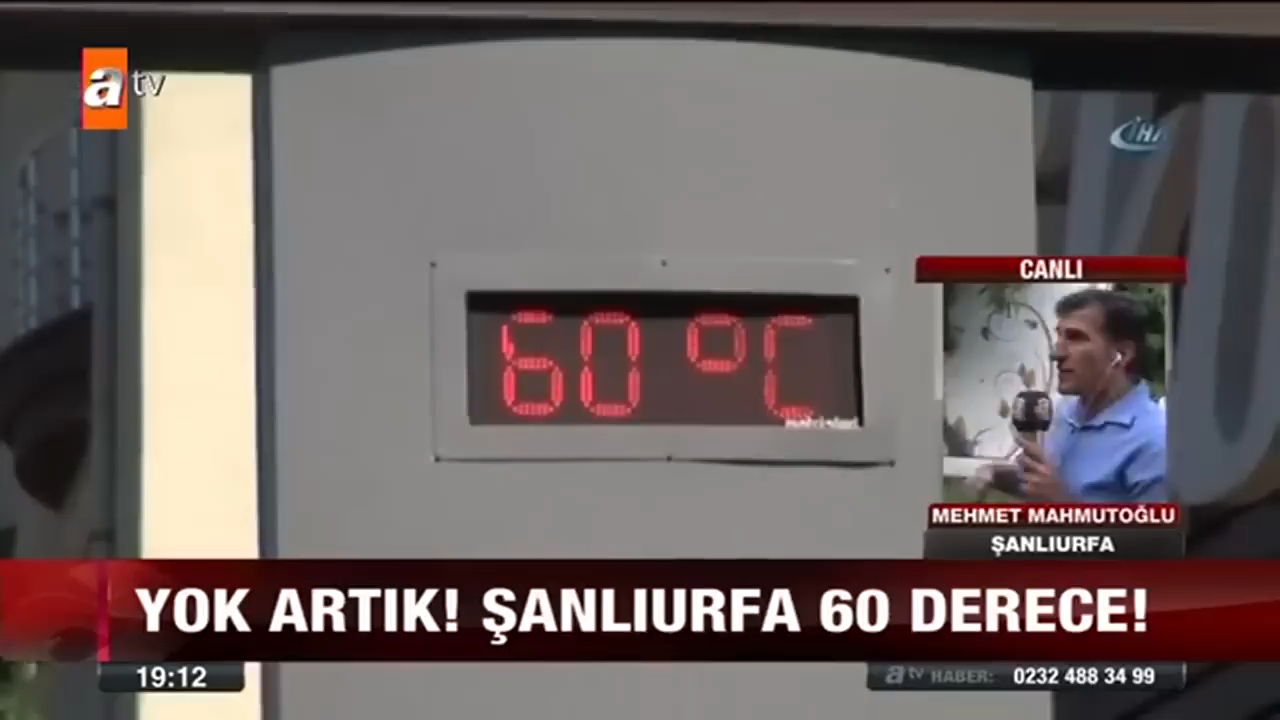 atv
İHA
CANLI
60 °C
MEHMET MAHMUTOĞLU
ŞANLIURFA
YOK ARTIK! ŞANLIURFA 60 DERECE!
19:12
atv HABER: 0232 488 34 99